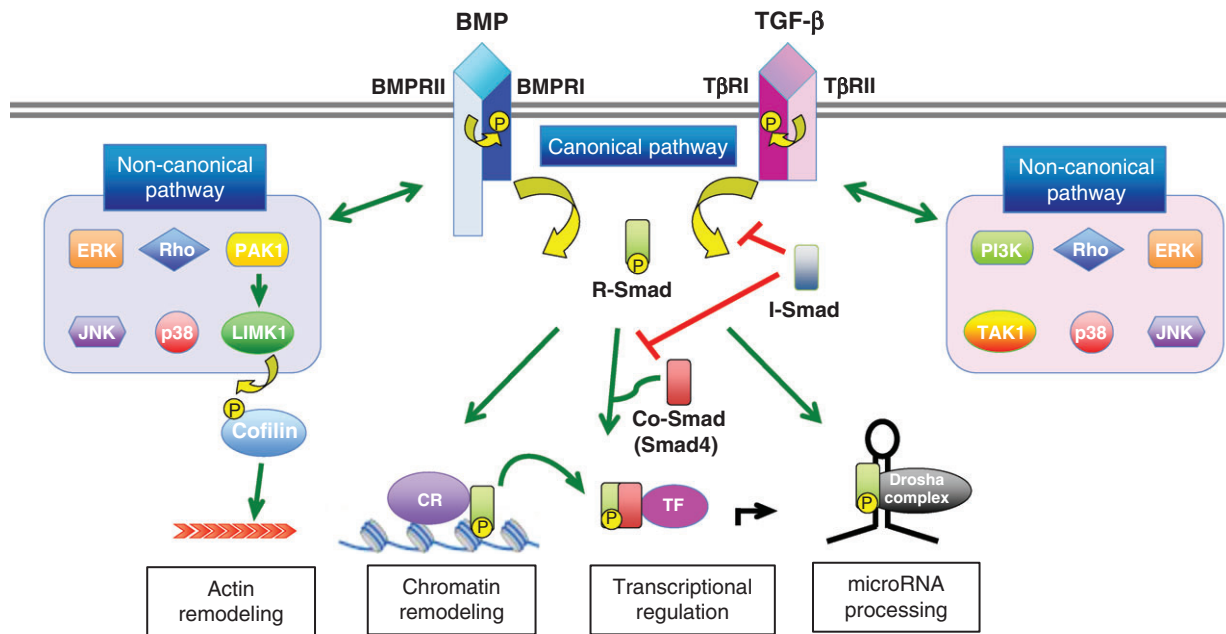 BMP
TGF-β
BMPRII
BMPRI
TβRI
TβRII
P
P
Canonical pathway
Non-canonical
pathway
Non-canonical
pathway
ERK
Rho
PAK1
JNK
p38
LIMK1
PI3K
Rho
ERK
TAK1
p38
JNK
P
R-Smad
I-Smad
P
Cofilin
Co-Smad
(Smad4)
CR
P
P
TF
P
Drosha
complex
Actin
remodeling
Chromatin
remodeling
Transcriptional
regulation
microRNA
processing